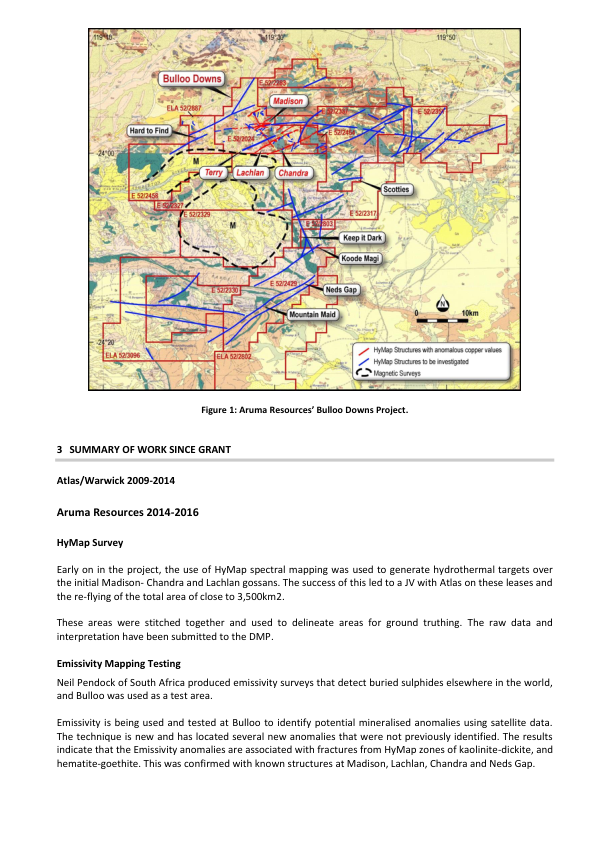 119°10'
119°30'
119°50'
Bulloo Downs
E 52/2293
Madison
ELA 52/2887
Hard to Find
E 52/2024
-24°00
M
Terry
Lachlan
Chandra
Scotties
E 52/2458
E 52/2329
E 52/2317
M
Keep it Dark
Koode Magi
E 52/2330
E 52/2429
Neds Gap
N
Mountain Maid
0 10km
-24°20
ELA 52/3096
ELA 52/2802
HyMap Structures with anomalous copper values
HyMap Structures to be investigated
Magnetic Surveys
Figure 1: Aruma Resources’ Bulloo Downs Project.
3 SUMMARY OF WORK SINCE GRANT
Atlas/Warwick 2009-2014
Aruma Resources 2014-2016
HyMap Survey
Early on in the project, the use of HyMap spectral mapping was used to generate hydrothermal targets over
the initial Madison- Chandra and Lachlan gossans. The success of this led to a JV with Atlas on these leases and
the re-flying of the total area of close to 3,500km2.
These areas were stitched together and used to delineate areas for ground truthing. The raw data and
interpretation have been submitted to the DMP.
Emissivity Mapping Testing
Neil Pendock of South Africa produced emissivity surveys that detect buried sulphides elsewhere in the world,
and Bulloo was used as a test area.
Emissivity is being used and tested at Bulloo to identify potential mineralised anomalies using satellite data.
The technique is new and has located several new anomalies that were not previously identified. The results
indicate that the Emissivity anomalies are associated with fractures from HyMap zones of kaolinite-dickite, and
hematite-goethite. This was confirmed with known structures at Madison, Lachlan, Chandra and Neds Gap.